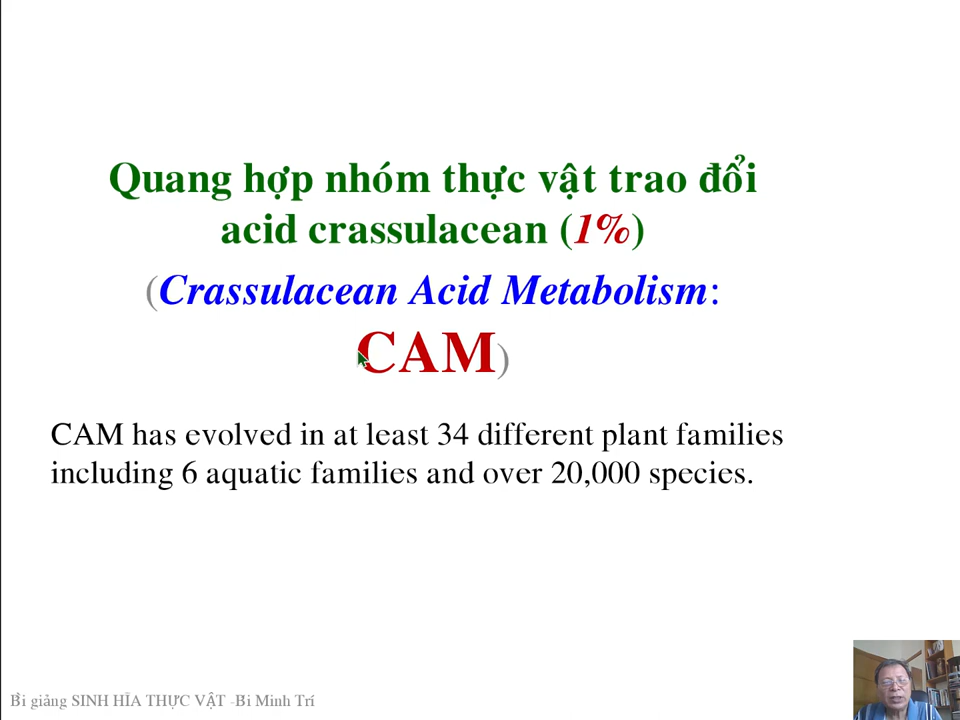 Quang hợp nhóm thực vật trao đổi
acid crassulacean (1%)
(Crassulacean Acid Metabolism:
CAM)
CAM has evolved in at least 34 different plant families
including 6 aquatic families and over 20,000 species.
Bỉ giảng SINH HĨA THỰC VẬT -Bì Minh Trí